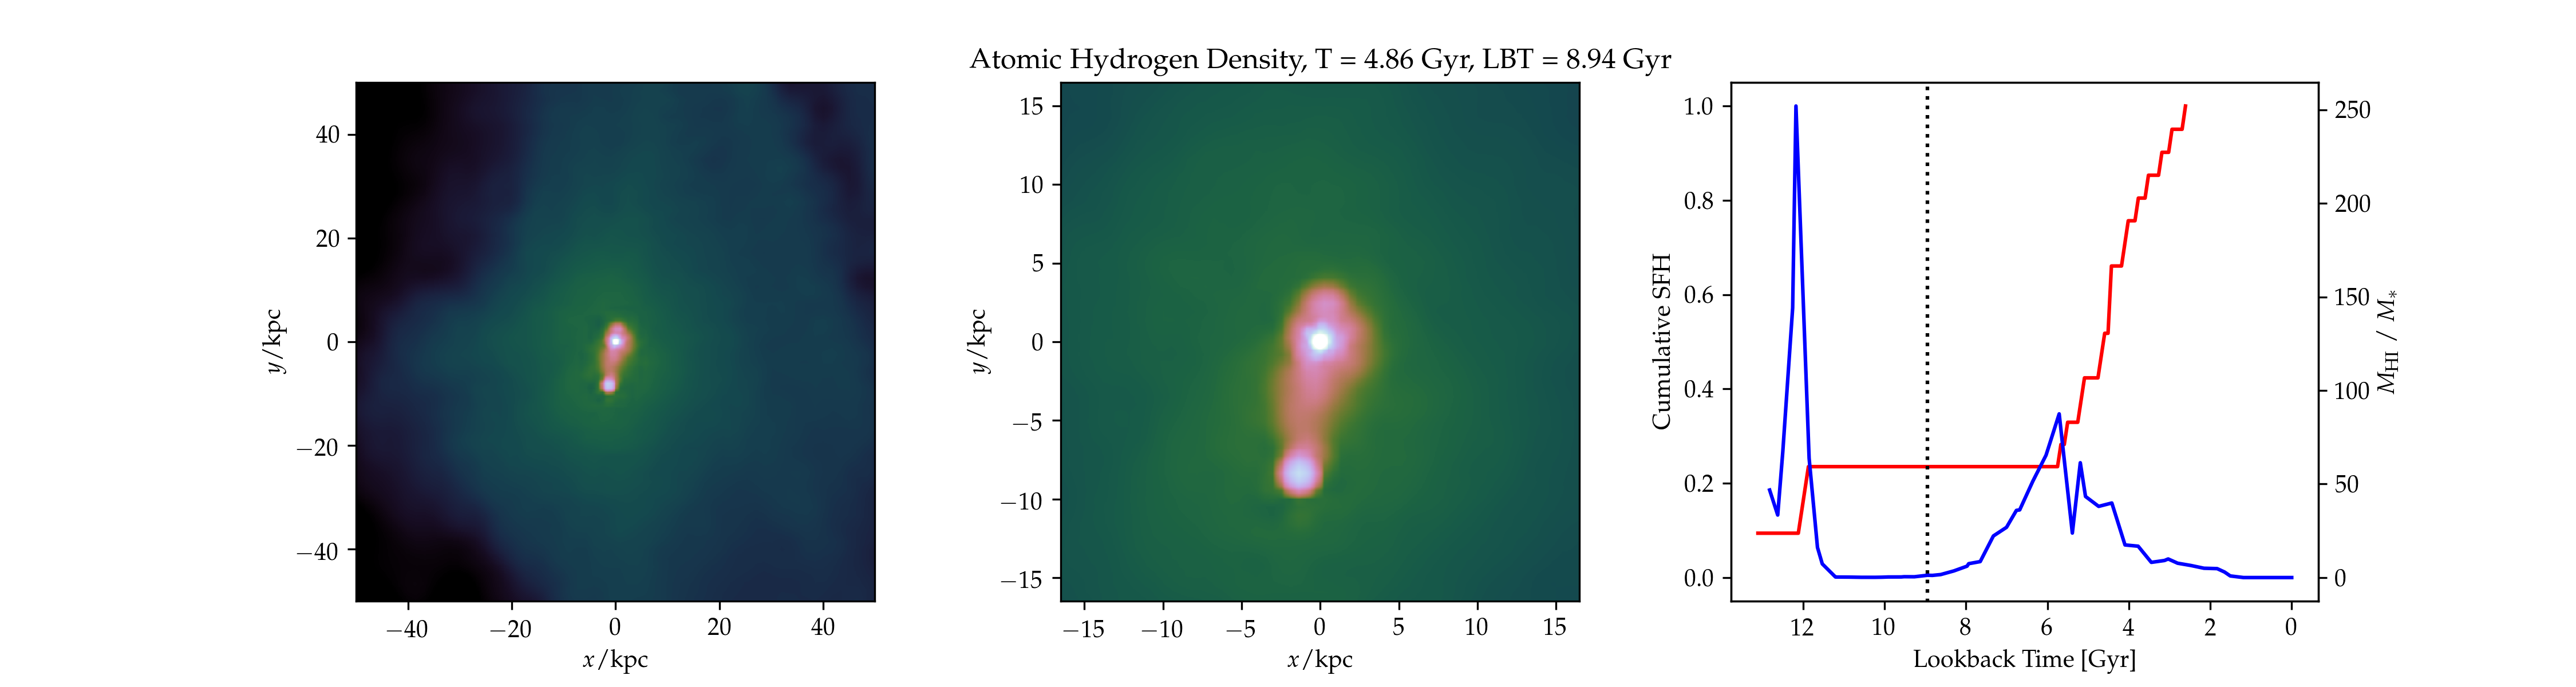 Atomic Hydrogen Density, T = 4.86 Gyr, LBT = 8.94 Gyr
40
20
0
−20
−40
y/kpc
−40 −20 0 20 40
x/kpc
15
10
5
0
−5
−10
−15
y/kpc
−15 −10 −5 0 5 10 15
x/kpc
1.0
0.8
0.6
0.4
0.2
0.0
Cumulative SFH
250
200
150
100
50
0
M_HI / M_*
12 10 8 6 4 2 0
Lookback Time [Gyr]